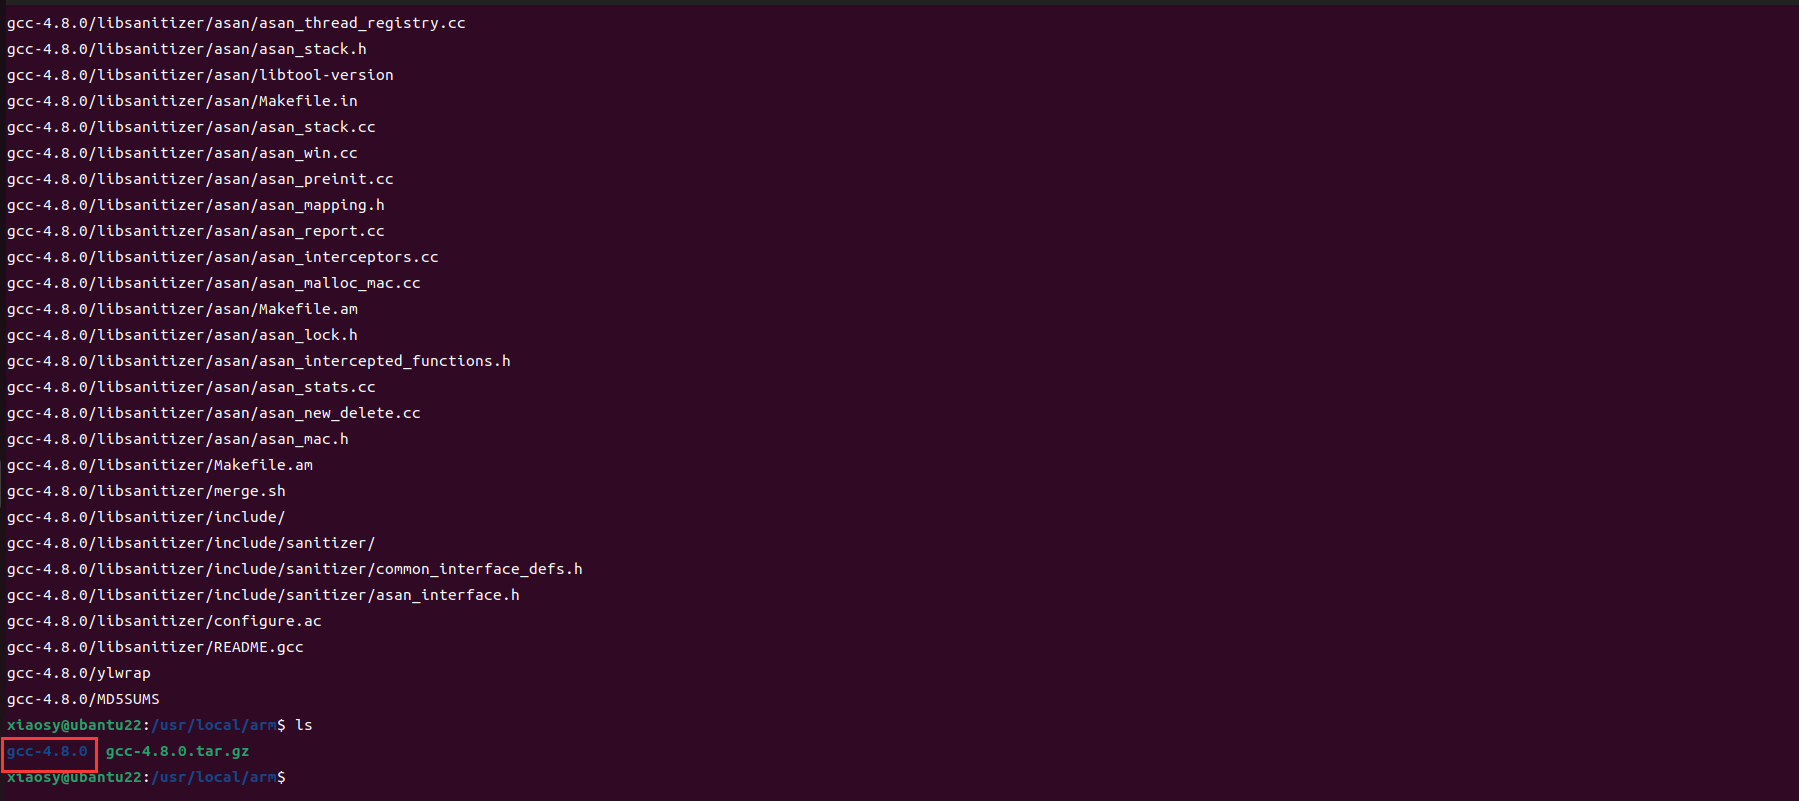 gcc-4.8.0/libsanitizer/asan/asan_thread_registry.cc
gcc-4.8.0/libsanitizer/asan/asan_stack.h
gcc-4.8.0/libsanitizer/asan/libtool-version
gcc-4.8.0/libsanitizer/asan/Makefile.in
gcc-4.8.0/libsanitizer/asan/asan_stack.cc
gcc-4.8.0/libsanitizer/asan/asan_win.cc
gcc-4.8.0/libsanitizer/asan/asan_preinit.cc
gcc-4.8.0/libsanitizer/asan/asan_mapping.h
gcc-4.8.0/libsanitizer/asan/asan_report.cc
gcc-4.8.0/libsanitizer/asan/asan_interceptors.cc
gcc-4.8.0/libsanitizer/asan/asan_malloc_mac.cc
gcc-4.8.0/libsanitizer/asan/Makefile.am
gcc-4.8.0/libsanitizer/asan/asan_lock.h
gcc-4.8.0/libsanitizer/asan/asan_intercepted_functions.h
gcc-4.8.0/libsanitizer/asan/asan_stats.cc
gcc-4.8.0/libsanitizer/asan/asan_new_delete.cc
gcc-4.8.0/libsanitizer/asan/asan_mac.h
gcc-4.8.0/libsanitizer/Makefile.am
gcc-4.8.0/libsanitizer/merge.sh
gcc-4.8.0/libsanitizer/include/
gcc-4.8.0/libsanitizer/include/sanitizer/
gcc-4.8.0/libsanitizer/include/sanitizer/common_interface_defs.h
gcc-4.8.0/libsanitizer/include/sanitizer/asan_interface.h
gcc-4.8.0/libsanitizer/configure.ac
gcc-4.8.0/libsanitizer/README.gcc
gcc-4.8.0/ylwrap
gcc-4.8.0/MD5SUMS
xiaosy@ubantu22:/usr/local/arm$ ls
gcc-4.8.0  gcc-4.8.0.tar.gz
xiaosy@ubantu22:/usr/local/arm$